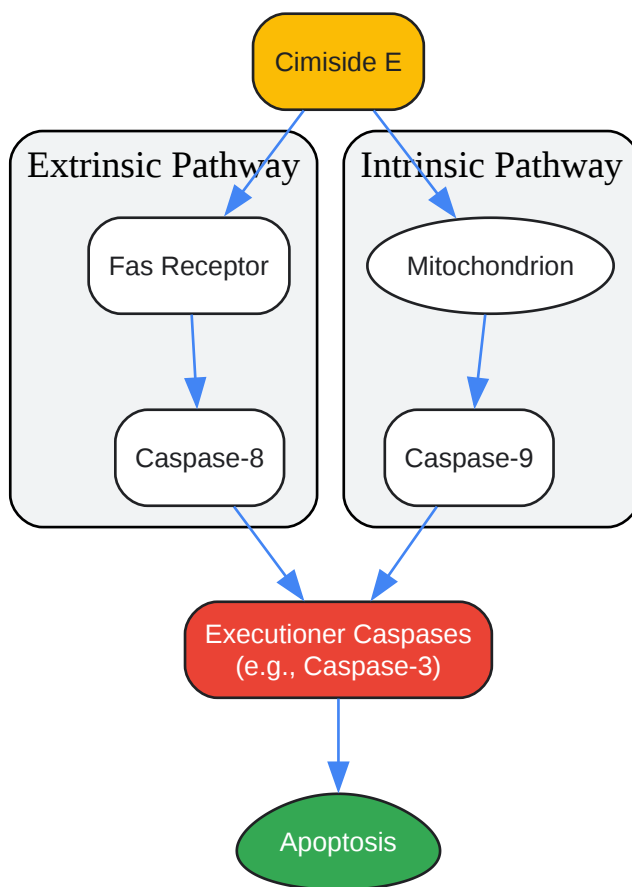 Cimiside E
Extrinsic Pathway
Intrinsic Pathway
Fas Receptor
Mitochondrion
Caspase-8
Caspase-9
Executioner Caspases
(e.g., Caspase-3)
Apoptosis